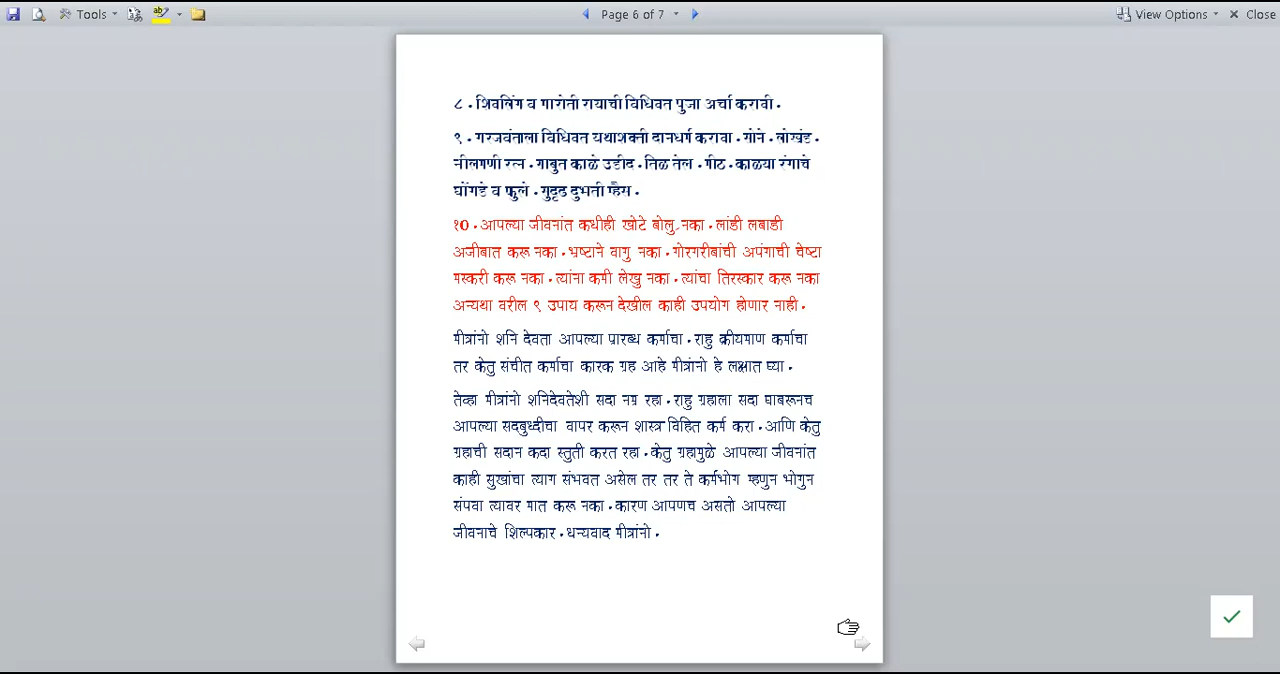 Tools
Page 6 of 7
View Options
Close
८. शिवलिंग व मारोती रायाची विधिवत पुजा अर्चा करावी.
९. गरजवंताला विधिवत यथाशक्ती दानधर्म करावा. सोने. लोखंड.
नीलमणी रत्न. साबुत काळे उडीद. तिळ तेल. मीठ. काळया रंगाचे
घोंगडे व फुले. सुदृढ दुभती म्हैस.
१०. आपल्या जीवनांत कधीही खोटे बोलु नका. लांडी लबाडी
अजीबात करू नका. भ्रष्टाने वागु नका. गोरगरीबांची अपंगाची चेष्टा
मस्करी करू नका. त्यांना कमी लेखु नका. त्यांचा तिरस्कार करू नका
अन्यथा वरील ९ उपाय करून देखील काही उपयोग होणार नाही.
मीत्रांनो शनि देवता आपल्या प्रारब्ध कर्माचा. राहु क्रीयमाण कर्माचा
तर केतु संचीत कर्माचा कारक ग्रह आहे मीत्रांनो हे लक्षात घ्या.
तेव्हा मीत्रांनो शनिदेवतेशी सदा नम्र रहा. राहु ग्रहाला सदा घाबरूनच
आपल्या सदबुध्दीचा वापर करून शास्त्र विहित कर्म करा. आणि केतु
ग्रहाची सदान कदा स्तुती करत रहा. केतु ग्रहामुळे आपल्या जीवनांत
काही सुखांचा त्याग संभवत असेल तर तर ते कर्मभोग म्हणुन भोगुन
संपवा त्यावर मात करू नका. कारण आपणच असतो आपल्या
जीवनाचे शिल्पकार. धन्यवाद मीत्रांनो.